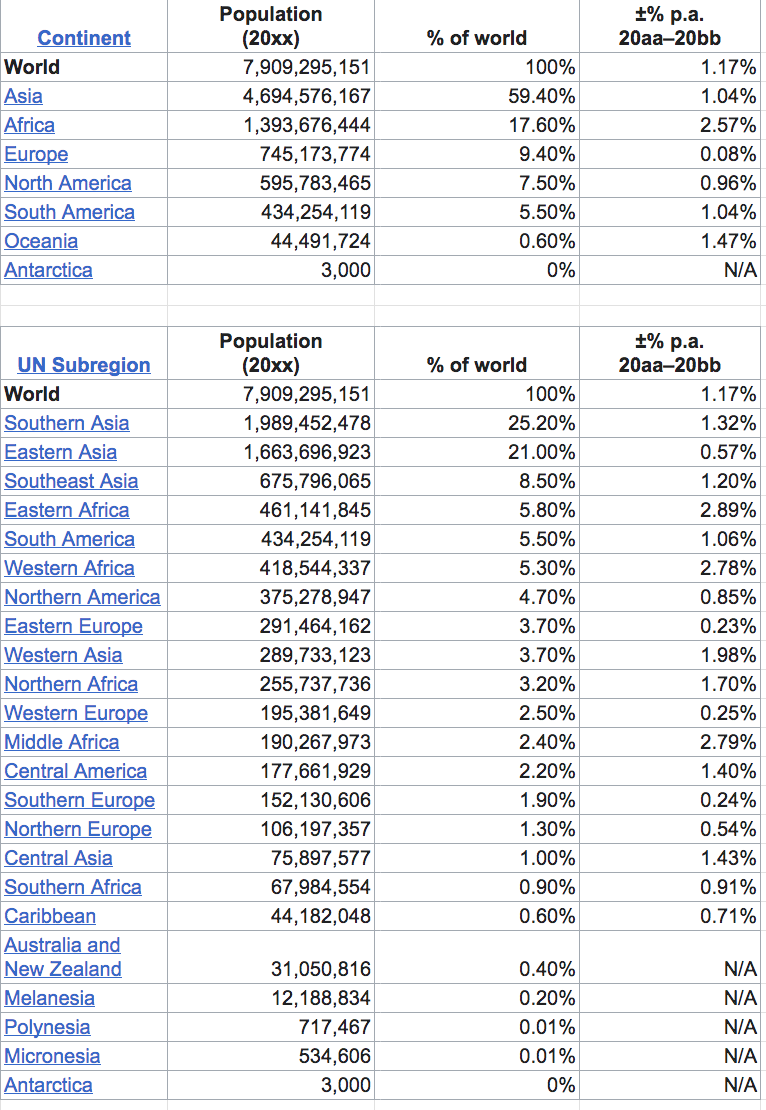 Continent Population (20xx) % of world ±% p.a. 20aa–20bb
World 7,909,295,151 100% 1.17%
Asia 4,694,576,167 59.40% 1.04%
Africa 1,393,676,444 17.60% 2.57%
Europe 745,173,774 9.40% 0.08%
North America 595,783,465 7.50% 0.96%
South America 434,254,119 5.50% 1.04%
Oceania 44,491,724 0.60% 1.47%
Antarctica 3,000 0% N/A
UN Subregion Population (20xx) % of world ±% p.a. 20aa–20bb
World 7,909,295,151 100% 1.17%
Southern Asia 1,989,452,478 25.20% 1.32%
Eastern Asia 1,663,696,923 21.00% 0.57%
Southeast Asia 675,796,065 8.50% 1.20%
Eastern Africa 461,141,845 5.80% 2.89%
South America 434,254,119 5.50% 1.06%
Western Africa 418,544,337 5.30% 2.78%
Northern America 375,278,947 4.70% 0.85%
Eastern Europe 291,464,162 3.70% 0.23%
Western Asia 289,733,123 3.70% 1.98%
Northern Africa 255,737,736 3.20% 1.70%
Western Europe 195,381,649 2.50% 0.25%
Middle Africa 190,267,973 2.40% 2.79%
Central America 177,661,929 2.20% 1.40%
Southern Europe 152,130,606 1.90% 0.24%
Northern Europe 106,197,357 1.30% 0.54%
Central Asia 75,897,577 1.00% 1.43%
Southern Africa 67,984,554 0.90% 0.91%
Caribbean 44,182,048 0.60% 0.71%
Australia and
New Zealand 31,050,816 0.40% N/A
Melanesia 12,188,834 0.20% N/A
Polynesia 717,467 0.01% N/A
Micronesia 534,606 0.01% N/A
Antarctica 3,000 0% N/A